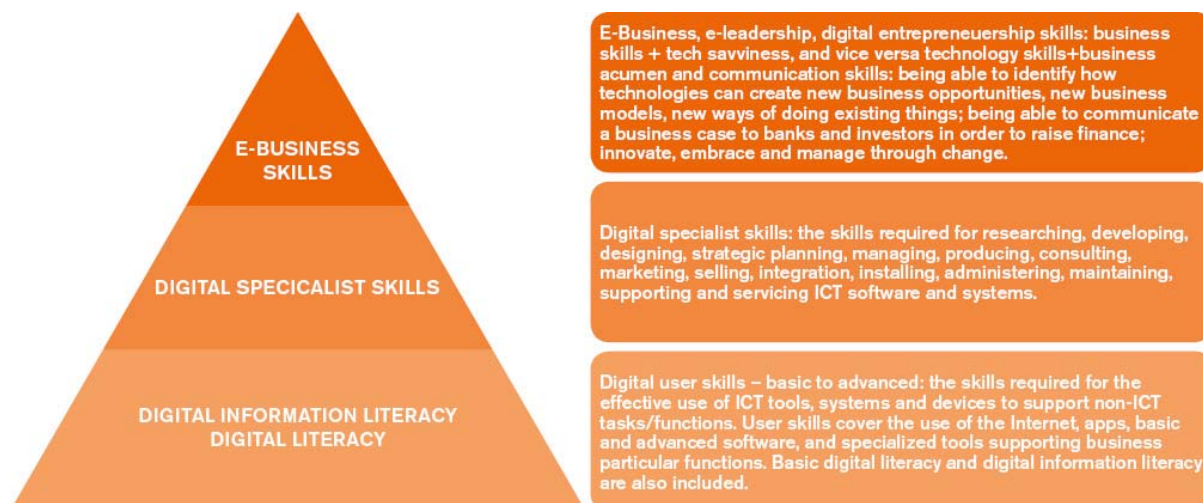 E-BUSINESS
SKILLS
E-Business, e-leadership, digital entrepreneuership skills: business
skills + tech savviness, and vice versa technology skills+business
acumen and communication skills: being able to identify how
technologies can create new business opportunities, new business
models, new ways of doing existing things; being able to communicate
a business case to banks and investors in order to raise finance;
innovate, embrace and manage through change.
DIGITAL SPECICALIST SKILLS
Digital specialist skills: the skills required for researching, developing,
designing, strategic planning, managing, producing, consulting,
marketing, selling, integration, installing, administering, maintaining,
supporting and servicing ICT software and systems.
DIGITAL INFORMATION LITERACY
DIGITAL LITERACY
Digital user skills – basic to advanced: the skills required for the
effective use of ICT tools, systems and devices to support non-ICT
tasks/functions. User skills cover the use of the Internet, apps, basic
and advanced software, and specialized tools supporting business
particular functions. Basic digital literacy and digital information literacy
are also included.